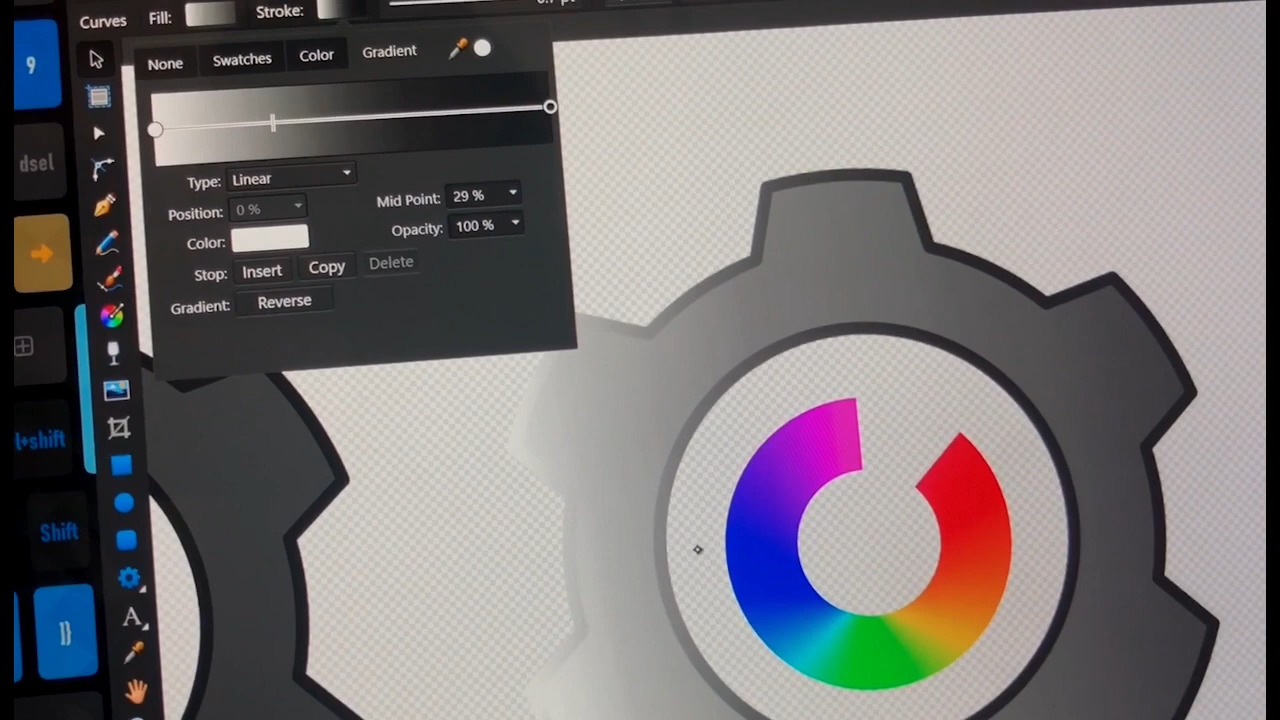 Curves Fill: Stroke:
None Swatches Color Gradient
Type: Linear
Position: 0 %
Mid Point: 29 %
Color:
Opacity: 100 %
Stop: Insert Copy Delete
Gradient: Reverse
9
dsel
l+shift
Shift
A